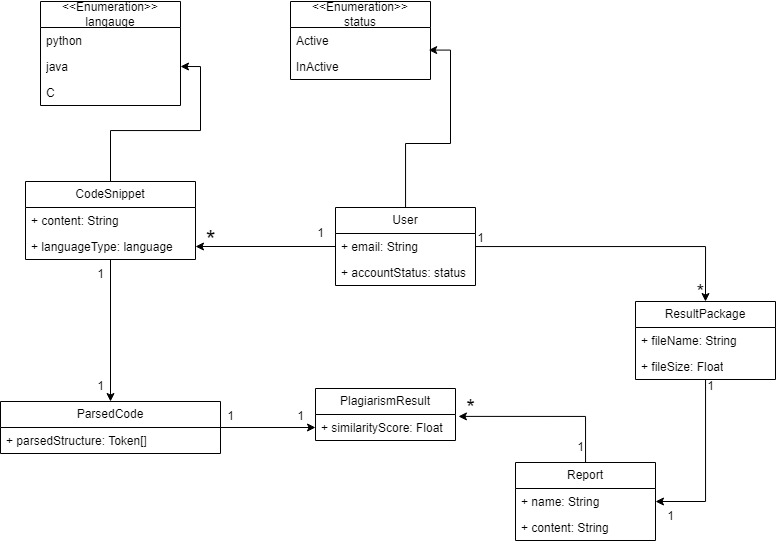 <<Enumeration>>
langauge
python
java
C
<<Enumeration>>
status
Active
InActive
CodeSnippet
+ content: String
+ languageType: language
*
1
User
+ email: String
+ accountStatus: status
1
*
ResultPackage
+ fileName: String
+ fileSize: Float
1
1
1
ParsedCode
+ parsedStructure: Token[]
1
1
PlagiarismResult
+ similarityScore: Float
*
1
Report
+ name: String
+ content: String
1